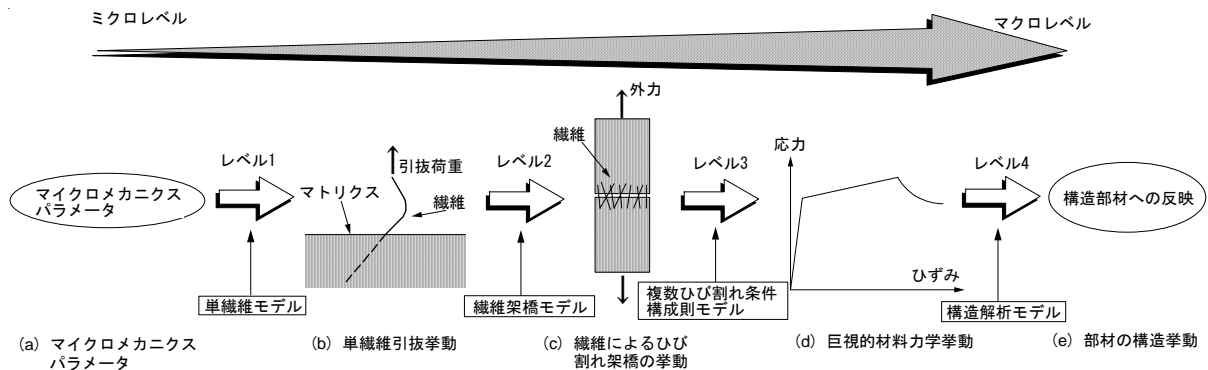 ミクロレベル
マクロレベル
外力
繊維
応力
レベル1
引抜荷重
レベル2
レベル3
レベル4
マイクロメカニクス
パラメータ
マトリクス
繊維
構造部材への反映
ひずみ
単繊維モデル
繊維架橋モデル
複数ひび割れ条件
構成則モデル
構造解析モデル
(a) マイクロメカニクス
パラメータ
(b) 単繊維引抜挙動
(c) 繊維によるひび
割れ架橋の挙動
(d) 巨視的材料力学挙動
(e) 部材の構造挙動